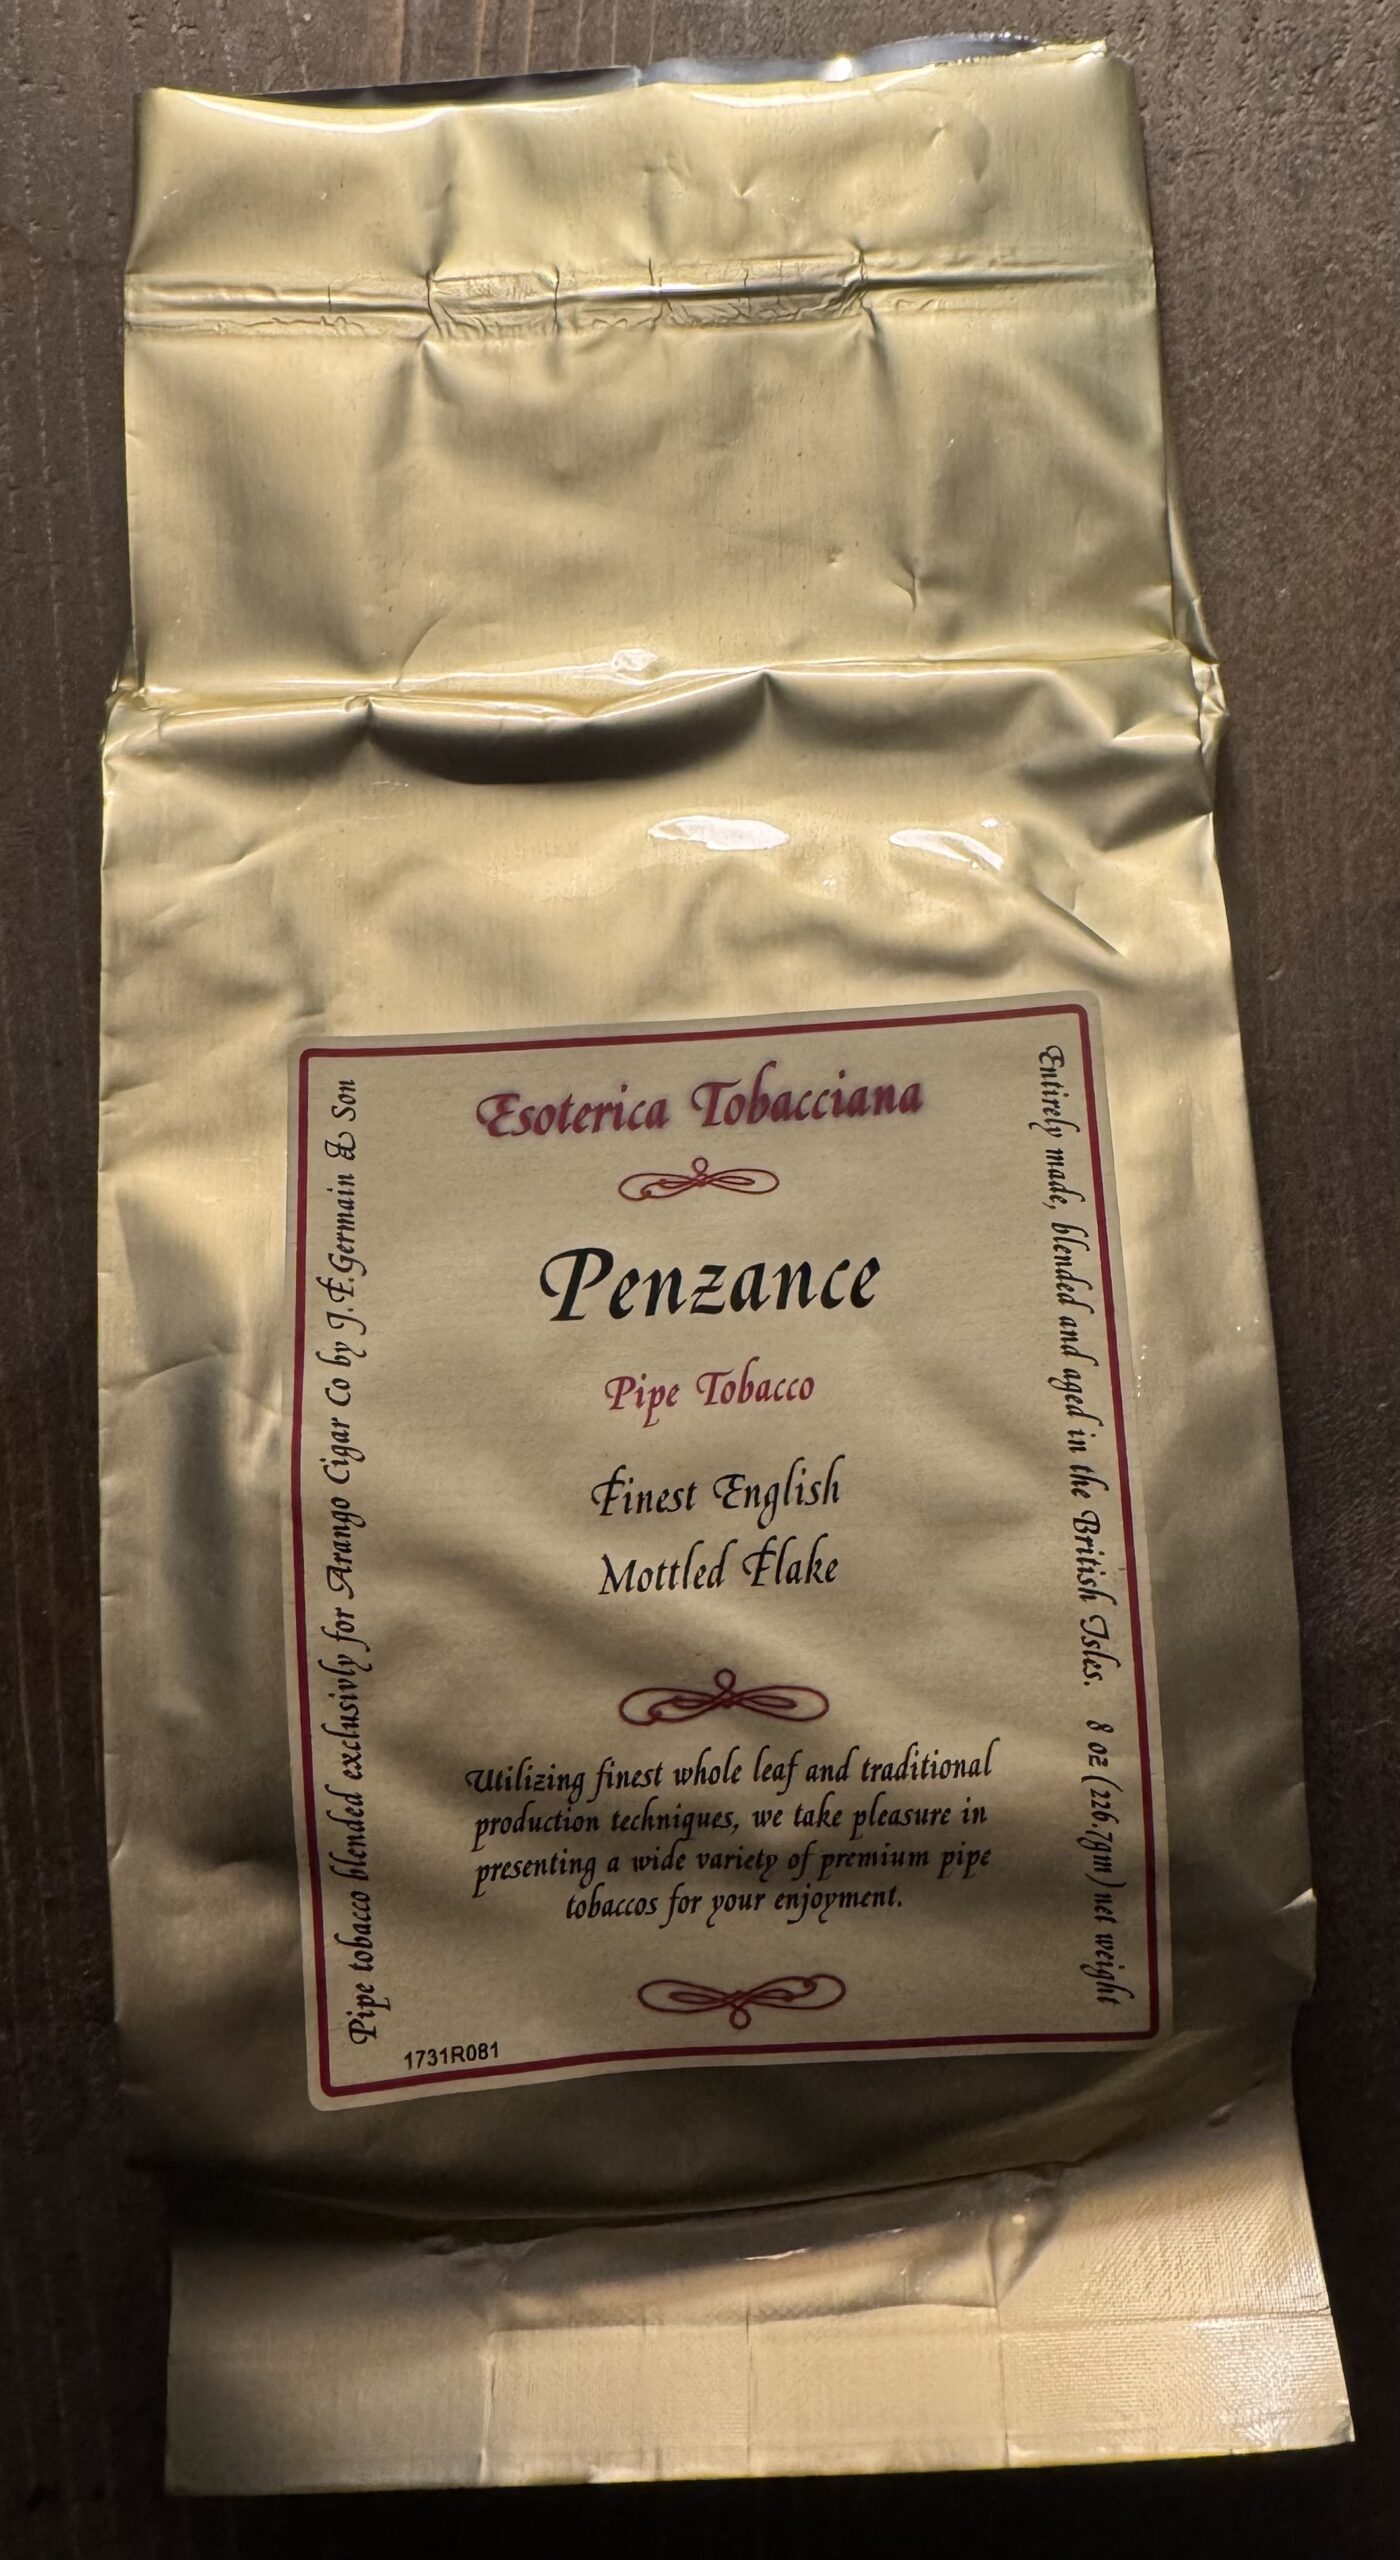 Esoterica Tobacciana
Penzance
Pipe Tobacco
Finest English
Mottled Flake
Utilizing finest whole leaf and traditional
production techniques, we take pleasure in
presenting a wide variety of premium pipe
tobaccos for your enjoyment.
Pipe tobacco blended exclusivly for Arango Cigar Co by J.F.Germain & Son
Entirely made, blended and aged in the British Isles. 8 oz (226.7gm) net weight
1731R081